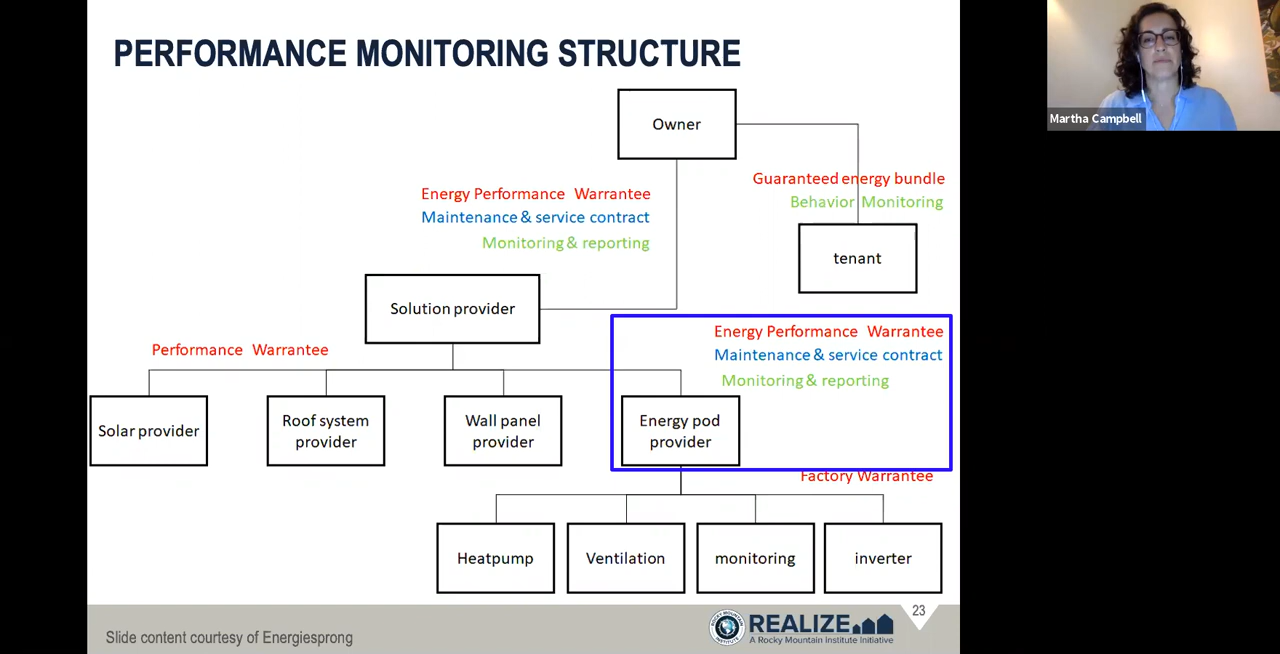 PERFORMANCE MONITORING STRUCTURE
Martha Campbell
Owner
Energy Performance Warrantee
Maintenance & service contract
Monitoring & reporting
Guaranteed energy bundle
Behavior Monitoring
tenant
Solution provider
Performance Warrantee
Energy Performance Warrantee
Maintenance & service contract
Monitoring & reporting
Solar provider
Roof system
provider
Wall panel
provider
Energy pod
provider
Factory Warrantee
Heatpump
Ventilation
monitoring
inverter
Slide content courtesy of Energiesprong
ROCKY MOUNTAIN
INSTITUTE
REALIZE
A Rocky Mountain Institute Initiative
23